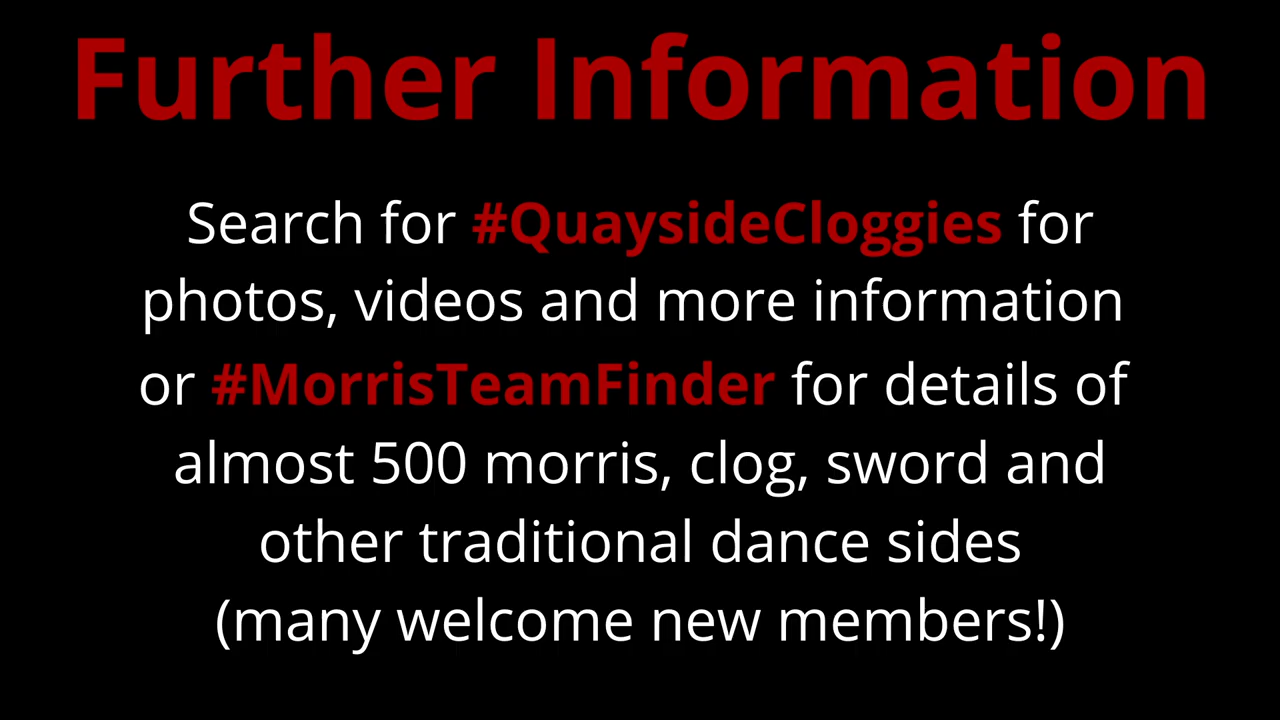 Further Information
Search for #QuaysideCloggies for
photos, videos and more information
or #MorrisTeamFinder for details of
almost 500 morris, clog, sword and
other traditional dance sides
(many welcome new members!)